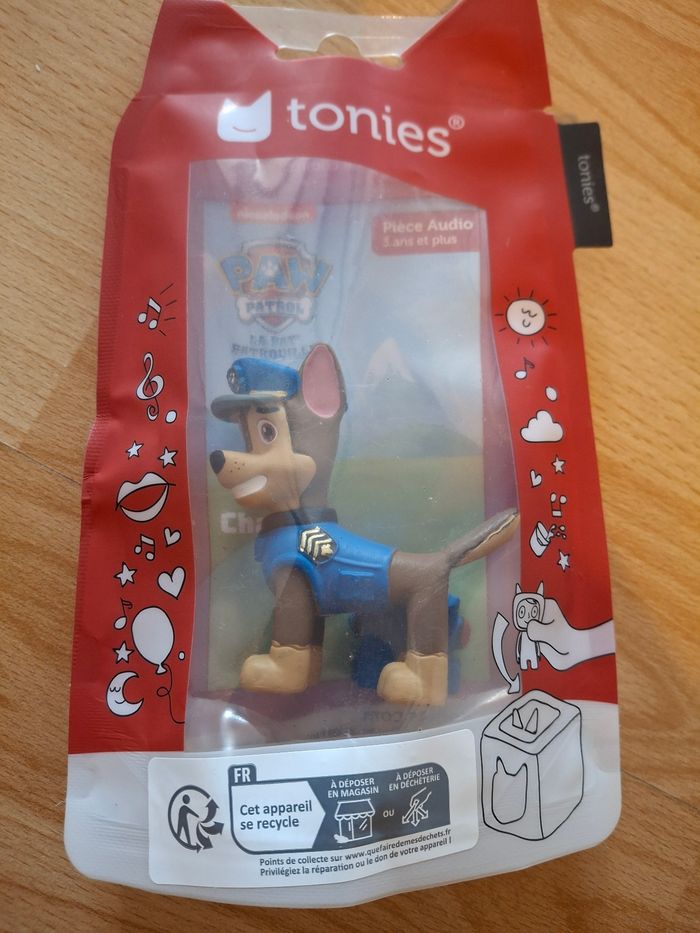 tonies®
tonies®
nickelodeon
Pièce Audio
3 ans et plus
PAW
PATROL
LA PAT'
PATROUILLE
Cha
FR
Cet appareil
se recycle
À DÉPOSER
EN MAGASIN
OU
À DÉPOSER
EN DÉCHÈTERIE
Points de collecte sur www.quefairedemesdechets.fr
Privilégiez la réparation ou le don de votre appareil !